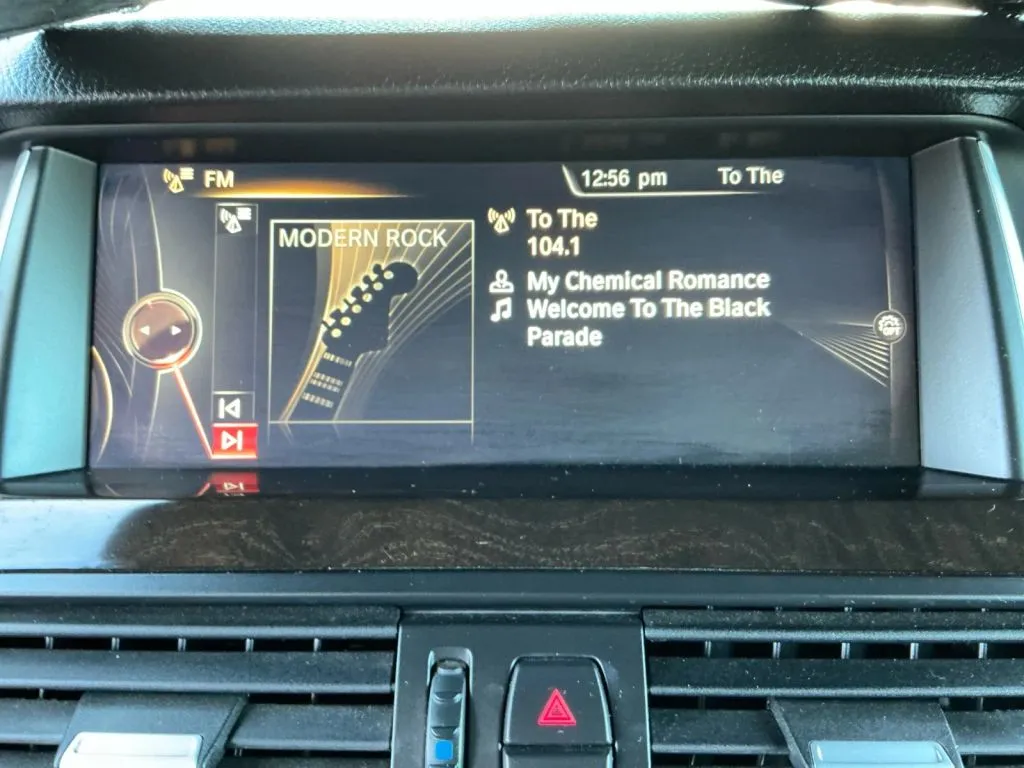 FM
12:56 pm
To The
MODERN ROCK
To The
104.1
My Chemical Romance
Welcome To The Black
Parade
OPT